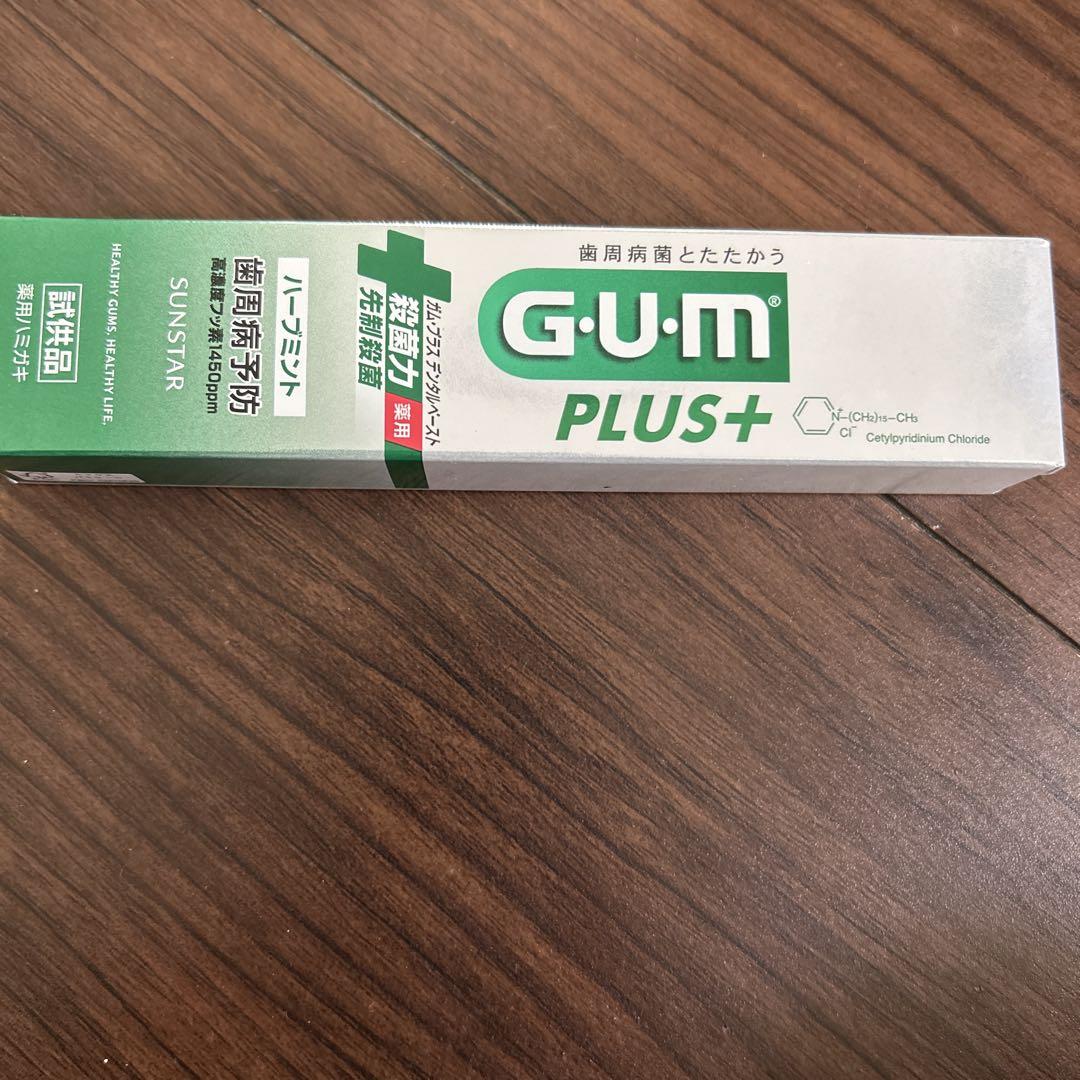 歯周病菌とたたかう
G・U・M®
PLUS+
N+—(CH2)15—CH3
Cl−
Cetylpyridinium Chloride
ガム・プラス デンタルペースト
殺菌力
先制殺菌
薬用
ハーブミント
歯周病予防
高濃度フッ素1450ppm
SUNSTAR
HEALTHY GUMS. HEALTHY LIFE.
試供品
薬用ハミガキ